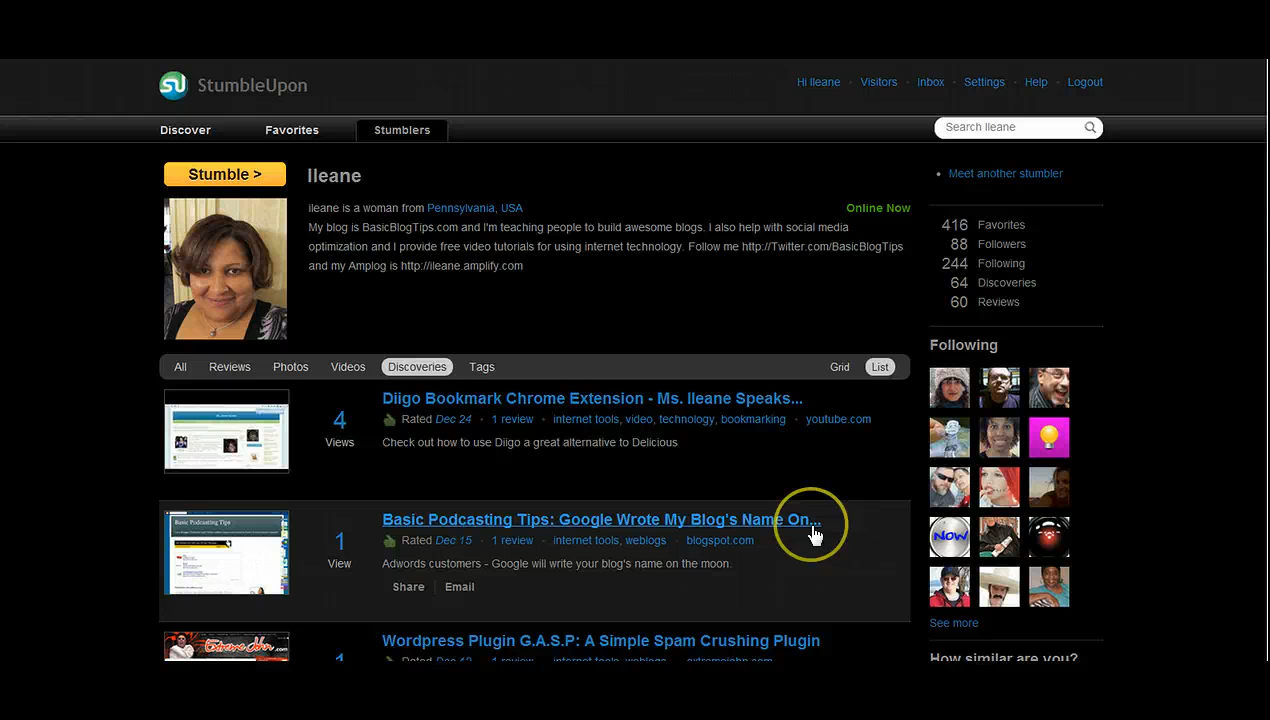 StumbleUpon
Hi Ileane · Visitors · Inbox · Settings · Help · Logout
Discover Favorites Stumblers
Search Ileane
Stumble >
Ileane
ileane is a woman from Pennsylvania, USA
Online Now
My blog is BasicBlogTips.com and I'm teaching people to build awesome blogs. I also help with social media
optimization and I provide free video tutorials for using internet technology. Follow me http://Twitter.com/BasicBlogTips
and my Amplog is http://ileane.amplify.com
• Meet another stumbler
416 Favorites
88 Followers
244 Following
64 Discoveries
60 Reviews
All Reviews Photos Videos Discoveries Tags Grid List
Diigo Bookmark Chrome Extension - Ms. Ileane Speaks...
4
Views
Rated Dec 24 · 1 review · internet tools, video, technology, bookmarking · youtube.com
Check out how to use Diigo a great alternative to Delicious
Basic Podcasting Tips
Basic Podcasting Tips: Google Wrote My Blog's Name On...
1
View
Rated Dec 15 · 1 review · internet tools, weblogs · blogspot.com
Adwords customers - Google will write your blog's name on the moon.
Share Email
Wordpress Plugin G.A.S.P: A Simple Spam Crushing Plugin
1
Following
NOW
See more
How similar are you?